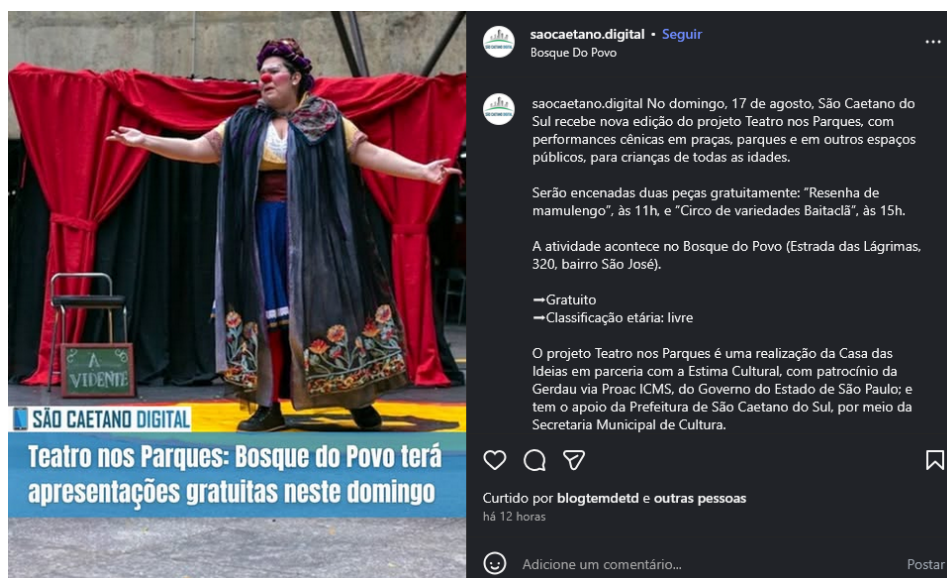 A
VIDENTE
SÃO CAETANO DIGITAL
Teatro nos Parques: Bosque do Povo terá
apresentações gratuitas neste domingo
saocaetano.digital • Seguir
Bosque Do Povo
saocaetano.digital No domingo, 17 de agosto, São Caetano do
Sul recebe nova edição do projeto Teatro nos Parques, com
performances cênicas em praças, parques e em outros espaços
públicos, para crianças de todas as idades.
Serão encenadas duas peças gratuitamente: “Resenha de
mamulengo”, às 11h, e “Circo de variedades Baitaclã”, às 15h.
A atividade acontece no Bosque do Povo (Estrada das Lágrimas,
320, bairro São José).
➡Gratuito
➡Classificação etária: livre
O projeto Teatro nos Parques é uma realização da Casa das
Ideias em parceria com a Estima Cultural, com patrocínio da
Gerdau via Proac ICMS, do Governo do Estado de São Paulo; e
tem o apoio da Prefeitura de São Caetano do Sul, por meio da
Secretaria Municipal de Cultura.
Curtido por blogtemdetd e outras pessoas
há 12 horas
Adicione um comentário...
Postar